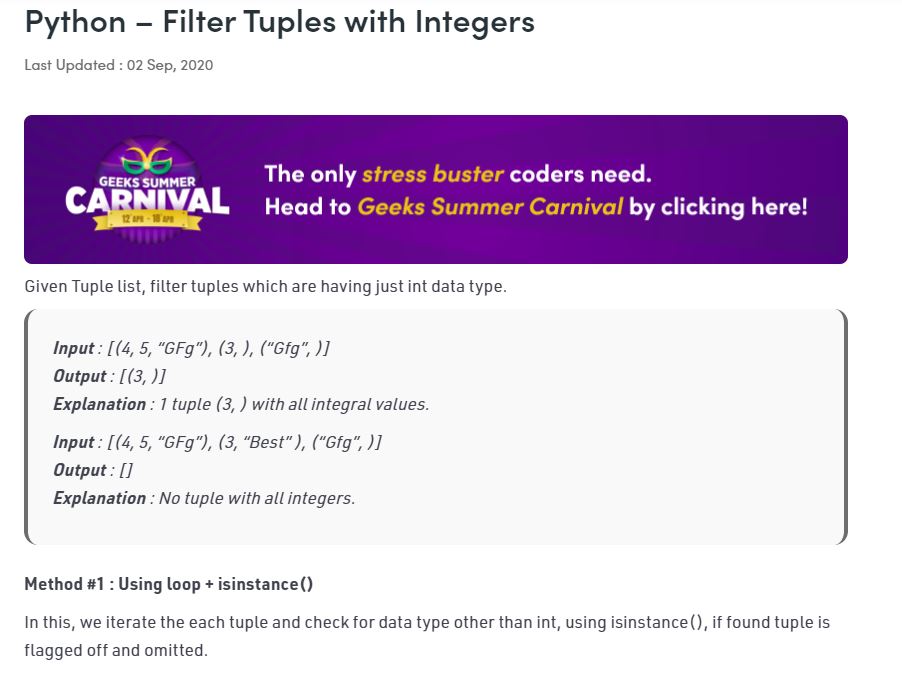 Python – Filter Tuples with Integers
Last Updated : 02 Sep, 2020
GEEKS SUMMER
CARNIVAL
12 APR - 18 APR
The only stress buster coders need.
Head to Geeks Summer Carnival by clicking here!
Given Tuple list, filter tuples which are having just int data type.
Input : [(4, 5, “GFg”), (3, ), (“Gfg”, )]
Output : [(3, )]
Explanation : 1 tuple (3, ) with all integral values.
Input : [(4, 5, “GFg”), (3, “Best” ), (“Gfg”, )]
Output : []
Explanation : No tuple with all integers.
Method #1 : Using loop + isinstance()
In this, we iterate the each tuple and check for data type other than int, using isinstance(), if found tuple is
flagged off and omitted.